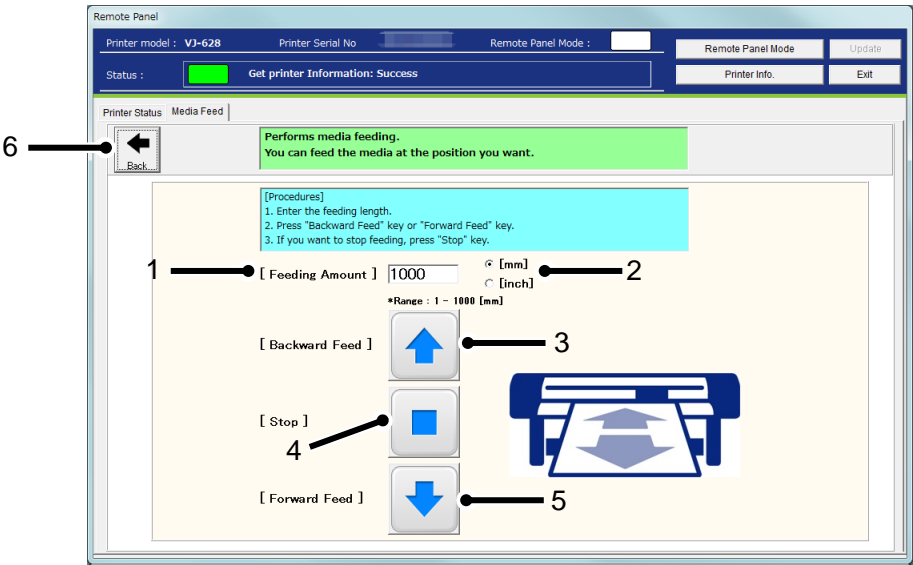 Remote Panel
Printer model : VJ-628 Printer Serial No Remote Panel Mode :
Remote Panel Mode Update
Status : Get printer Information: Success
Printer Info. Exit
Printer Status Media Feed
6
Back
Performs media feeding.
You can feed the media at the position you want.
[Procedures]
1. Enter the feeding length.
2. Press "Backward Feed" key or "Forward Feed" key.
3. If you want to stop feeding, press "Stop" key.
1 [ Feeding Amount ] 1000 [mm] 2
[inch]
*Range : 1 - 1000 [mm]
[ Backward Feed ] 3
[ Stop ]
4
[ Forward Feed ] 5